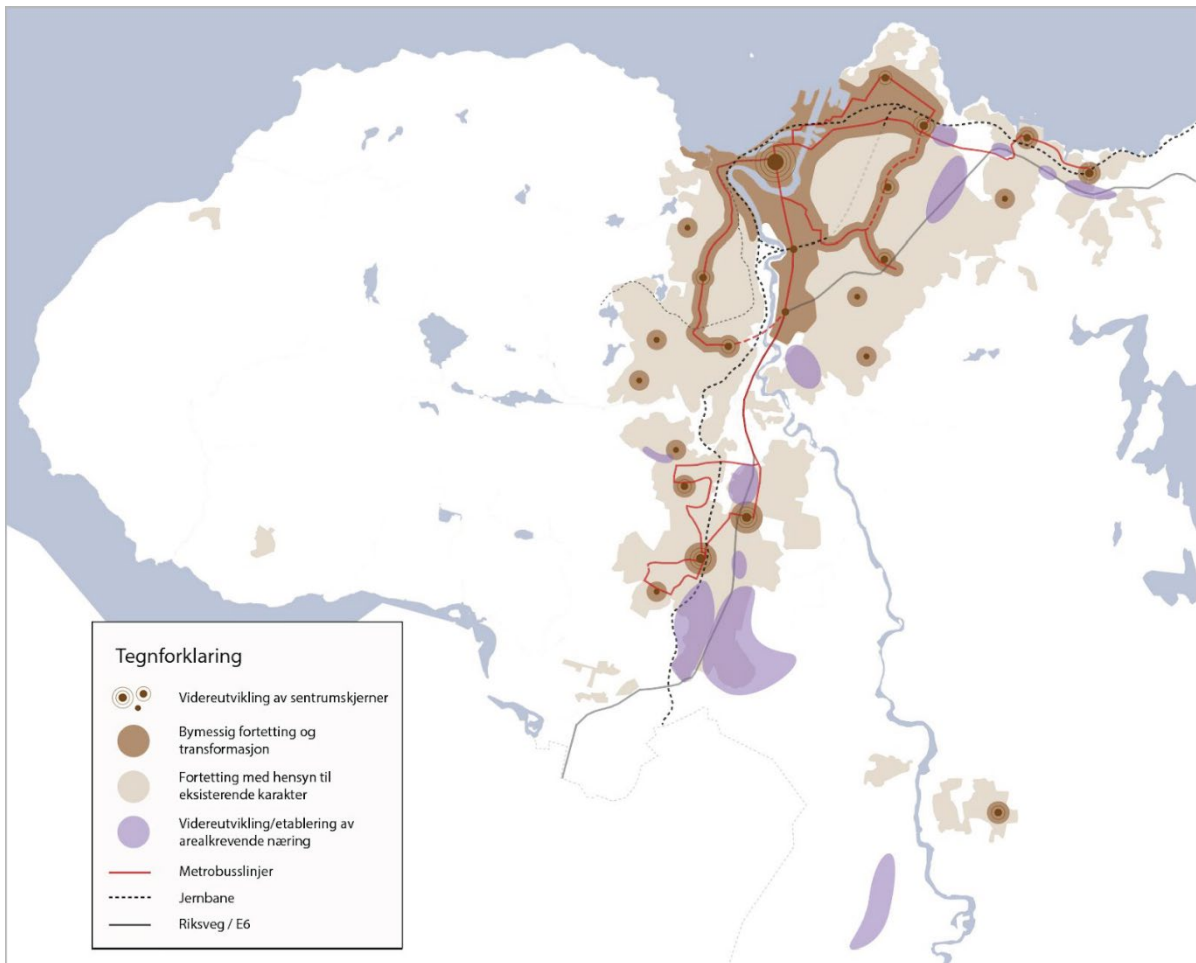 Tegnforklaring
Videreutvikling av sentrumskjerner
Bymessig fortetting og
transformasjon
Fortetting med hensyn til
eksisterende karakter
Videreutvikling/etablering av
arealkrevende næring
Metrobusslinjer
Jernbane
Riksveg / E6